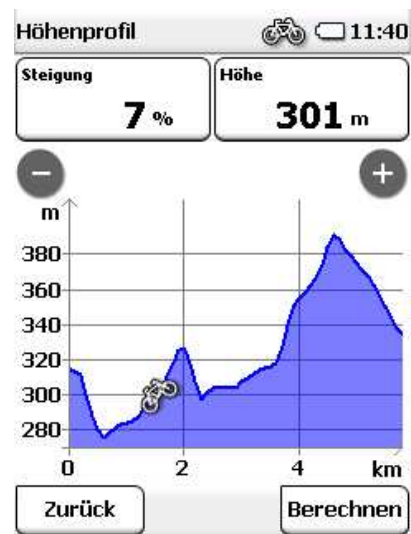 Höhenprofil 11:40
Steigung
7 %
Höhe
301 m
m
380
360
340
320
300
280
0 2 4 km
Zurück Berechnen